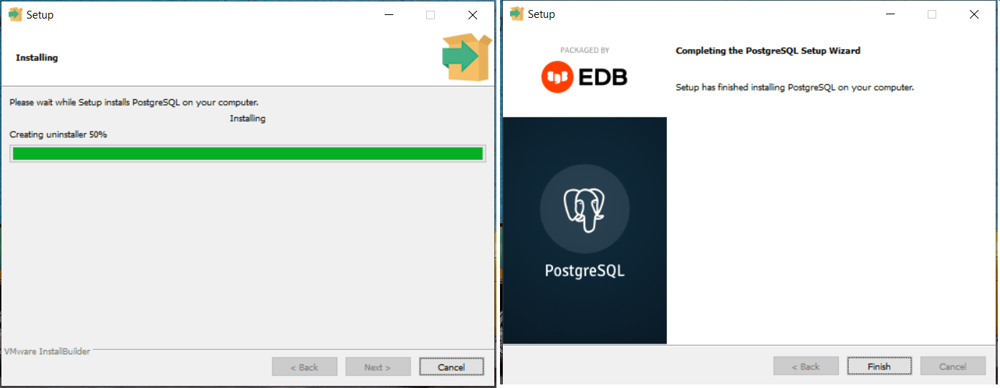 Setup
Installing
Please wait while Setup installs PostgreSQL on your computer.
Installing
Creating uninstaller 50%
VMware InstallBuilder
< Back
Next >
Cancel
Setup
PACKAGED BY
EDB
PostgreSQL
Completing the PostgreSQL Setup Wizard
Setup has finished installing PostgreSQL on your computer.
< Back
Finish
Cancel